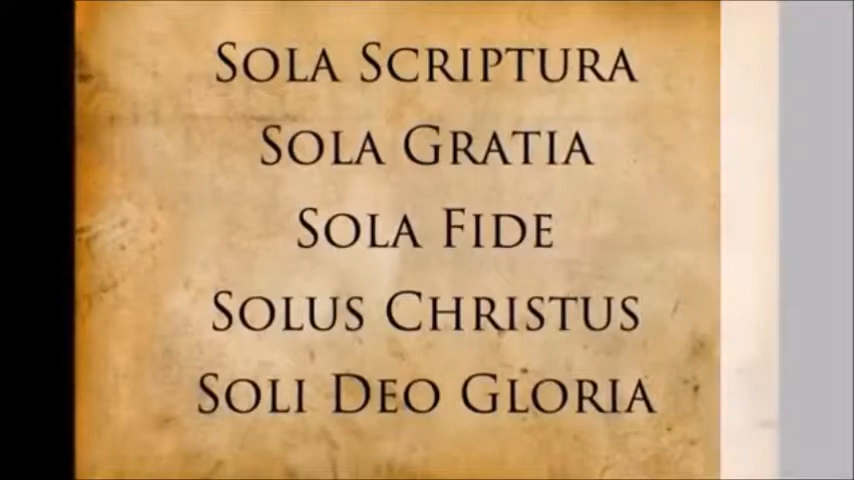 Sola Scriptura
Sola Gratia
Sola Fide
Solus Christus
Soli Deo Gloria